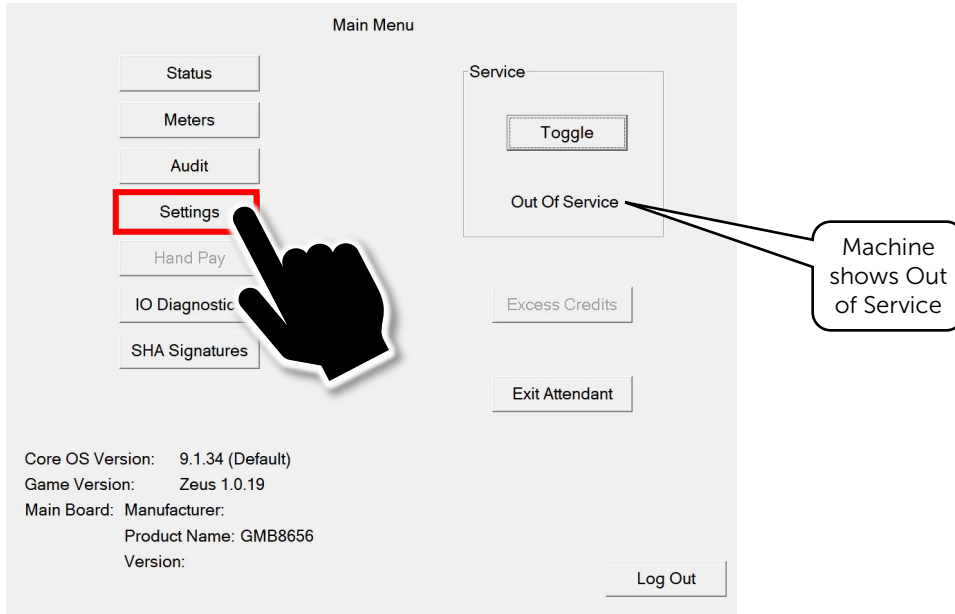 Main Menu
Status
Meters
Audit
Settings
Hand Pay
IO Diagnostic
SHA Signatures
Service
Toggle
Out Of Service
Excess Credits
Exit Attendant
Machine
shows Out
of Service
Core OS Version: 9.1.34 (Default)
Game Version: Zeus 1.0.19
Main Board: Manufacturer:
Product Name: GMB8656
Version:
Log Out